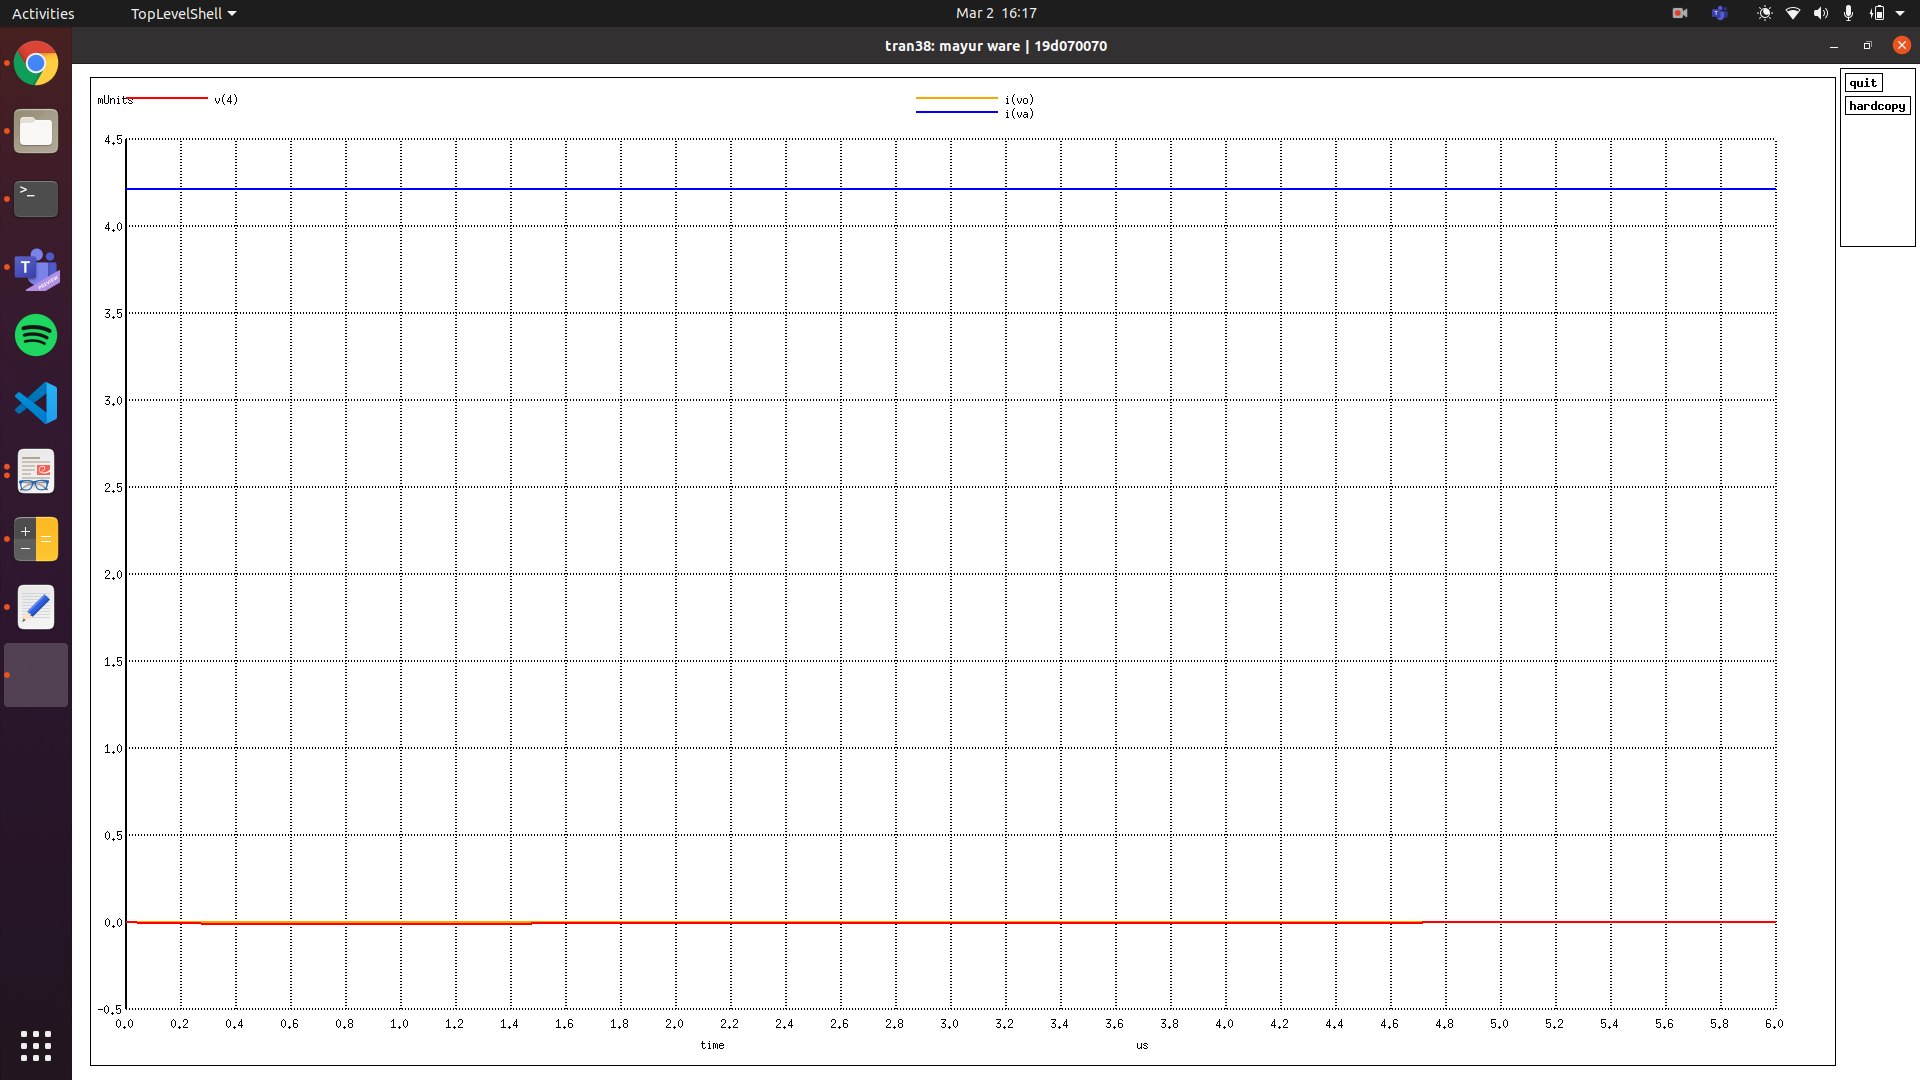 Activities TopLevelShell Mar 2 16:17
tran38: mayur ware | 19d070070
quit
hardcopy
mUnits v(4) i(vo)
i(va)
4.5
4.0
3.5
3.0
2.5
2.0
1.5
1.0
0.5
0.0
-0.5
0.0 0.2 0.4 0.6 0.8 1.0 1.2 1.4 1.6 1.8 2.0 2.2 2.4 2.6 2.8 3.0 3.2 3.4 3.6 3.8 4.0 4.2 4.4 4.6 4.8 5.0 5.2 5.4 5.6 5.8 6.0
time us